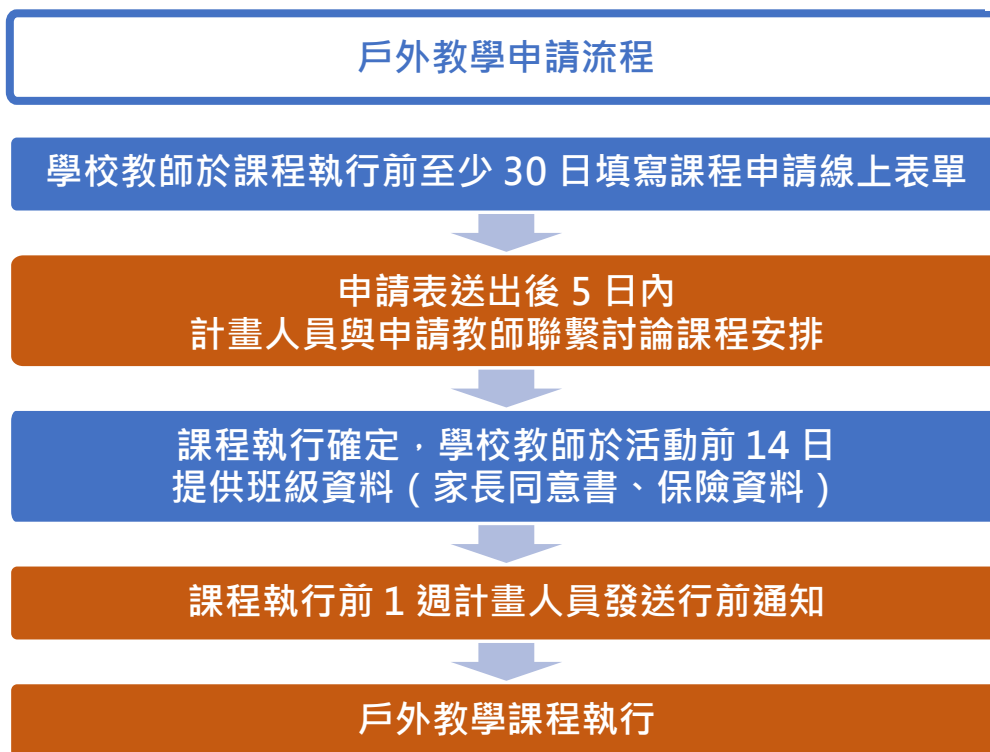 戶外教學申請流程
學校教師於課程執行前至少 30 日填寫課程申請線上表單
申請表送出後 5 日內
計畫人員與申請教師聯繫討論課程安排
課程執行確定，學校教師於活動前 14 日
提供班級資料（家長同意書、保險資料）
課程執行前 1 週計畫人員發送行前通知
戶外教學課程執行